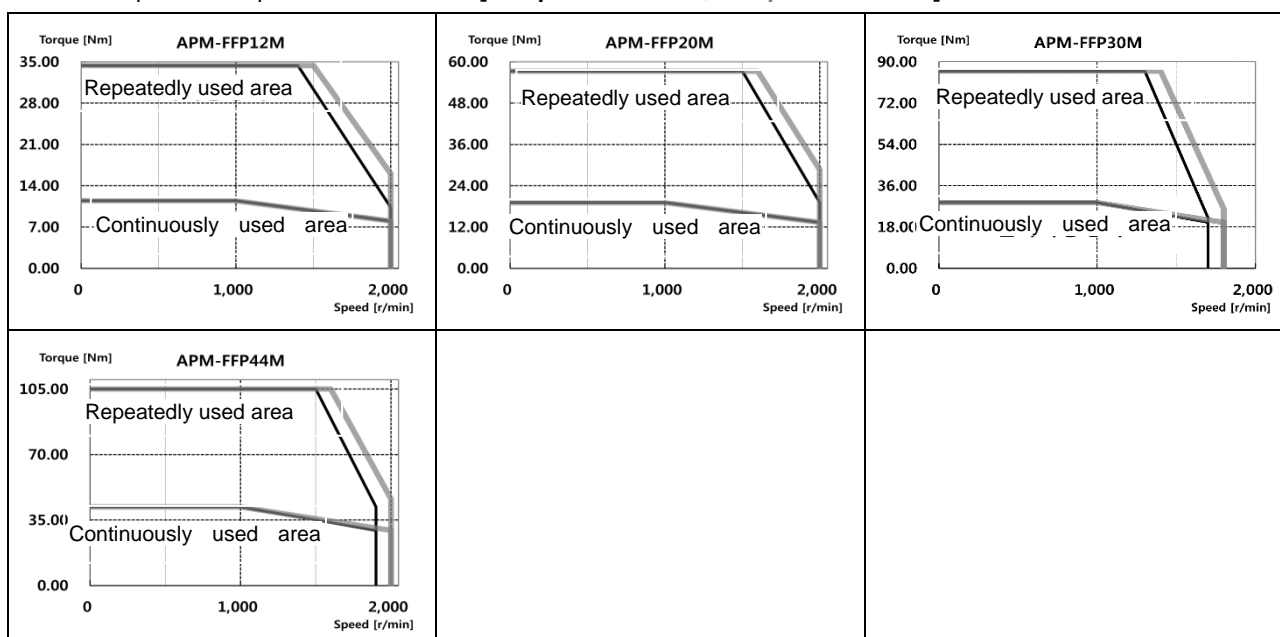 Torque [Nm] APM-FFP12M
35.00
Repeatedly used area
28.00
21.00
14.00
Continuously used area
7.00
0.00
0 1,000 2,000
Speed [r/min]
Torque [Nm] APM-FFP20M
60.00
Repeatedly used area
48.00
36.00
24.00
Continuously used area
12.00
0.00
0 1,000 2,000
Speed [r/min]
Torque [Nm] APM-FFP30M
90.00
Repeatedly used area
72.00
54.00
36.00
Continuously used area
18.00
0.00
0 1,000 2,000
Speed [r/min]
Torque [Nm] APM-FFP44M
105.00
Repeatedly used area
70.00
35.00
Continuously used area
0.00
0 1,000 2,000
Speed [r/min]